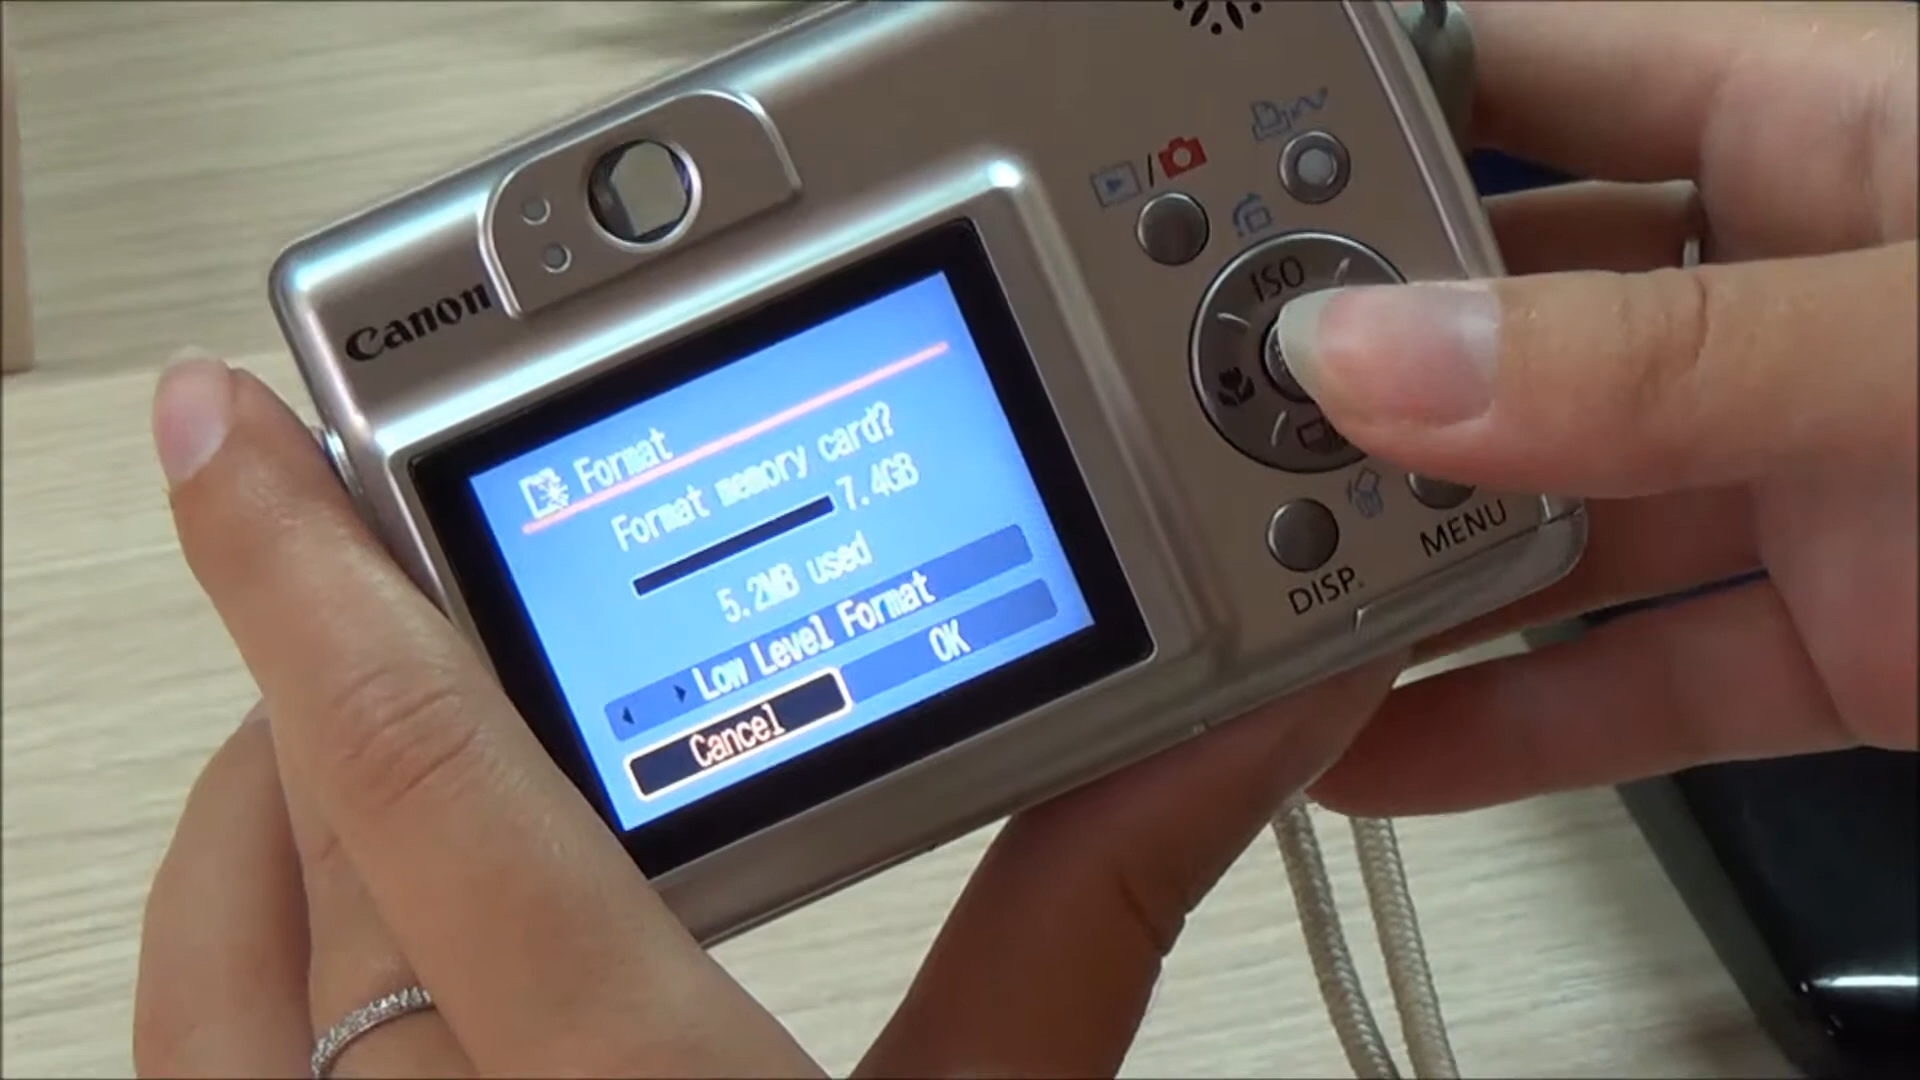 Canon
Format
Format memory card?
7.4GB
5.2MB used
Low Level Format
Cancel OK
ISO
DISP.
MENU